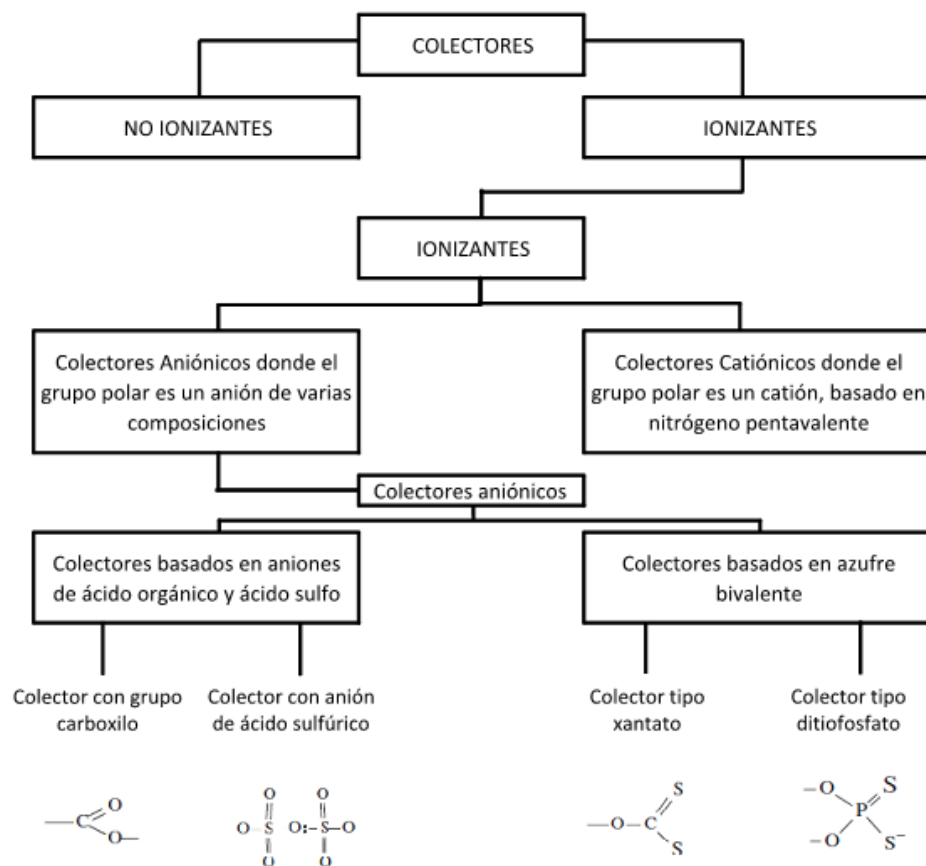 COLECTORES
NO IONIZANTES
IONIZANTES
IONIZANTES
Colectores Aniónicos donde el
grupo polar es un anión de varias
composiciones
Colectores Catiónicos donde el
grupo polar es un catión, basado en
nitrógeno pentavalente
Colectores aniónicos
Colectores basados en aniones
de ácido orgánico y ácido sulfo
Colectores basados en azufre
bivalente
Colector con grupo
carboxilo
Colector con anión
de ácido sulfúrico
Colector tipo
xantato
Colector tipo
ditiofosfato
C O
O
O
O S O: S O
O O
S
O C
S
O P S
O S⁻